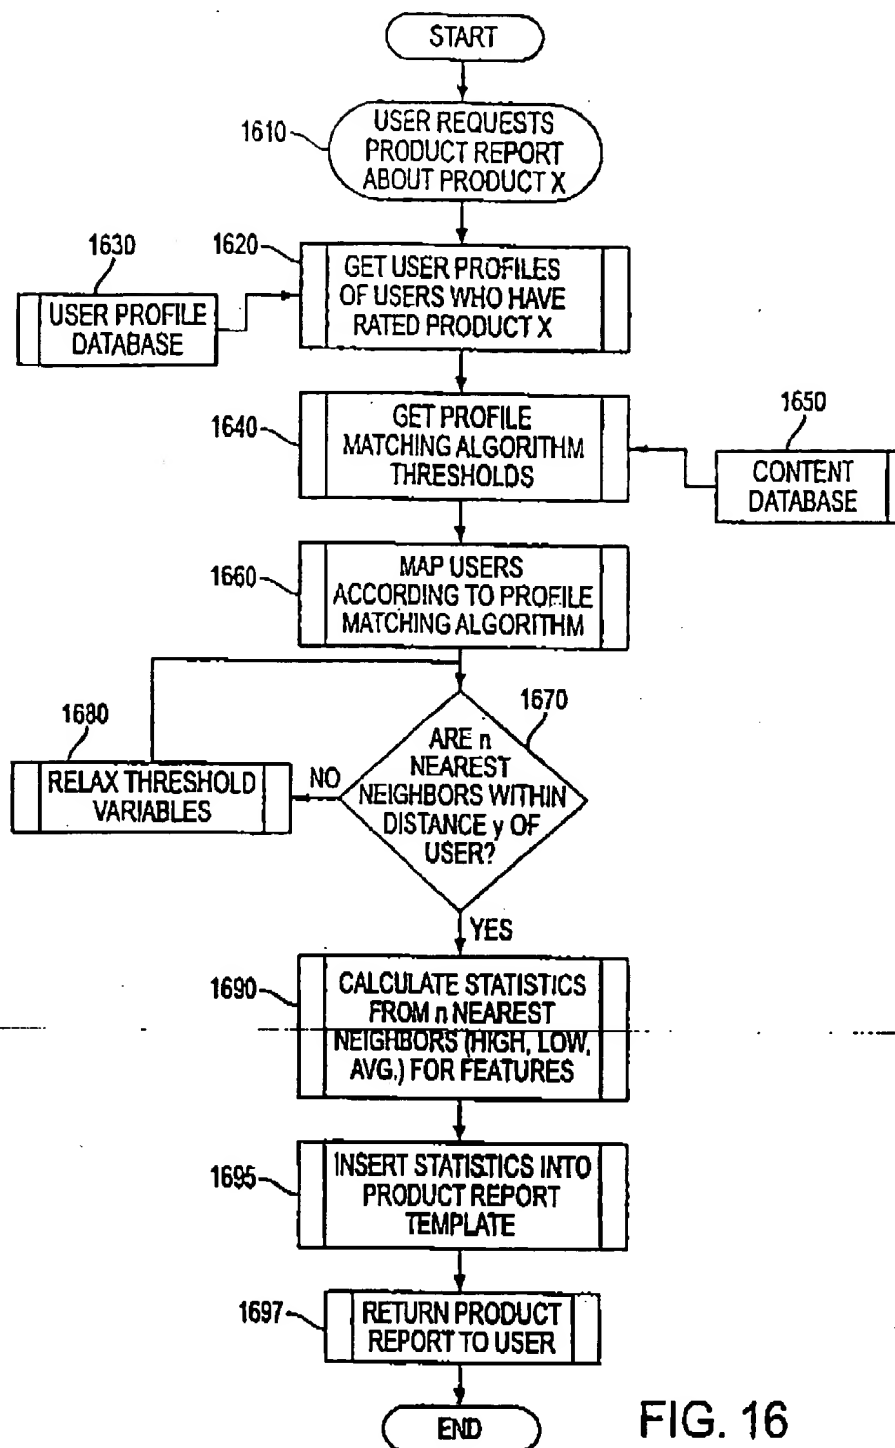 START
1610
USER REQUESTS
PRODUCT REPORT
ABOUT PRODUCT X
1620
GET USER PROFILES
OF USERS WHO HAVE
RATED PRODUCT X
1630
USER PROFILE
DATABASE
1640
GET PROFILE
MATCHING ALGORITHM
THRESHOLDS
1650
CONTENT
DATABASE
1660
MAP USERS
ACCORDING TO PROFILE
MATCHING ALGORITHM
1670
ARE n
NEAREST
NEIGHBORS WITHIN
DISTANCE y OF
USER?
NO
1680
RELAX THRESHOLD
VARIABLES
YES
1690
CALCULATE STATISTICS
FROM n NEAREST
NEIGHBORS (HIGH, LOW,
AVG.) FOR FEATURES
1695
INSERT STATISTICS INTO
PRODUCT REPORT
TEMPLATE
1697
RETURN PRODUCT
REPORT TO USER
END
FIG. 16